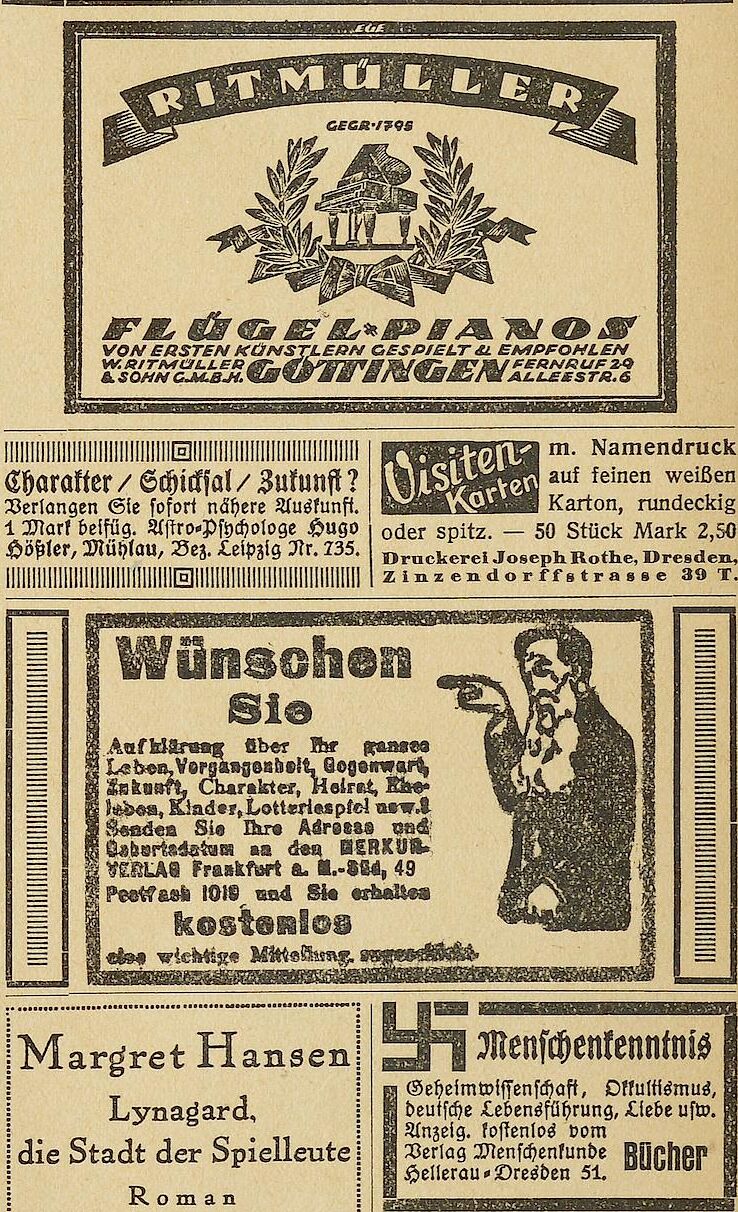 EGE
RITMÜLLER
GEGR·1795
FLÜGEL*PIANOS
VON ERSTEN KÜNSTLERN GESPIELT & EMPFOHLEN
W. RITMÜLLER
& SOHN G.M.B.H.
GÖTTINGEN
FERNRUF 29
ALLEESTR. 6
Charakter / Schicksal / Zukunft?
Verlangen Sie sofort nähere Auskunft.
1 Mark beifüg. Astro-Psychologe Hugo
Hößler, Mühlau, Bez. Leipzig Nr. 735.
Visiten-
Karten
m. Namendruck
auf feinen weißen
Karton, rundeckig
oder spitz. — 50 Stück Mark 2,50
Druckerei Joseph Rothe, Dresden,
Zinzendorffstrasse 39 T.
Wünschen
Sie
Aufklärung über Ihr ganzes
Leben, Vergangenheit, Gegenwart,
Zukunft, Charakter, Heirat, Ehe-
leben, Kinder, Lotteriespiel usw.?
Senden Sie Ihre Adresse und
Geburtsdatum an den MERKUR-
VERLAG Frankfurt a. M.-Süd, 49
Postfach 1019 und Sie erhalten
kostenlos
eine wichtige Mitteilung zugeschickt.
Margret Hansen
Lynagard,
die Stadt der Spielleute
Roman
Menschenkenntnis
Geheimwissenschaft, Okkultismus,
deutsche Lebensführung, Liebe usw.
Anzeig. kostenlos vom
Verlag Menschenkunde
Hellerau-Dresden 51.
Bücher